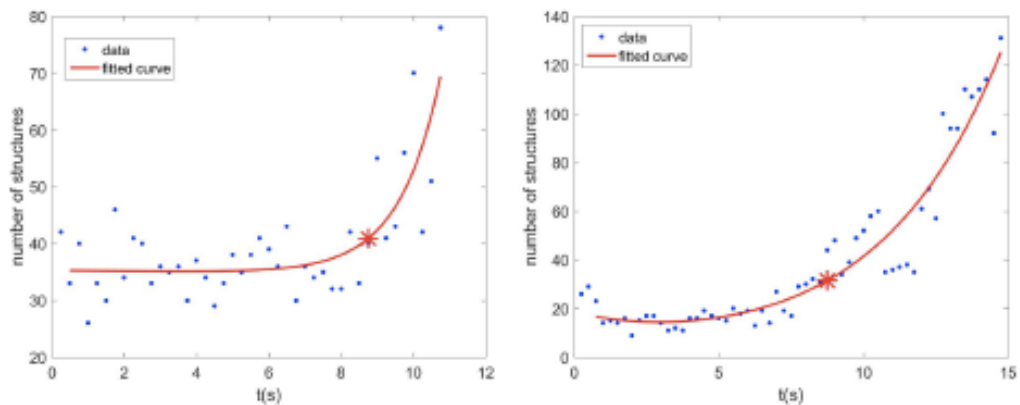 80
70
60
50
40
30
20
0 2 4 6 8 10 12
number of structures
t(s)
data
fitted curve
140
120
100
80
60
40
20
0
0 5 10 15
number of structures
t(s)
data
fitted curve